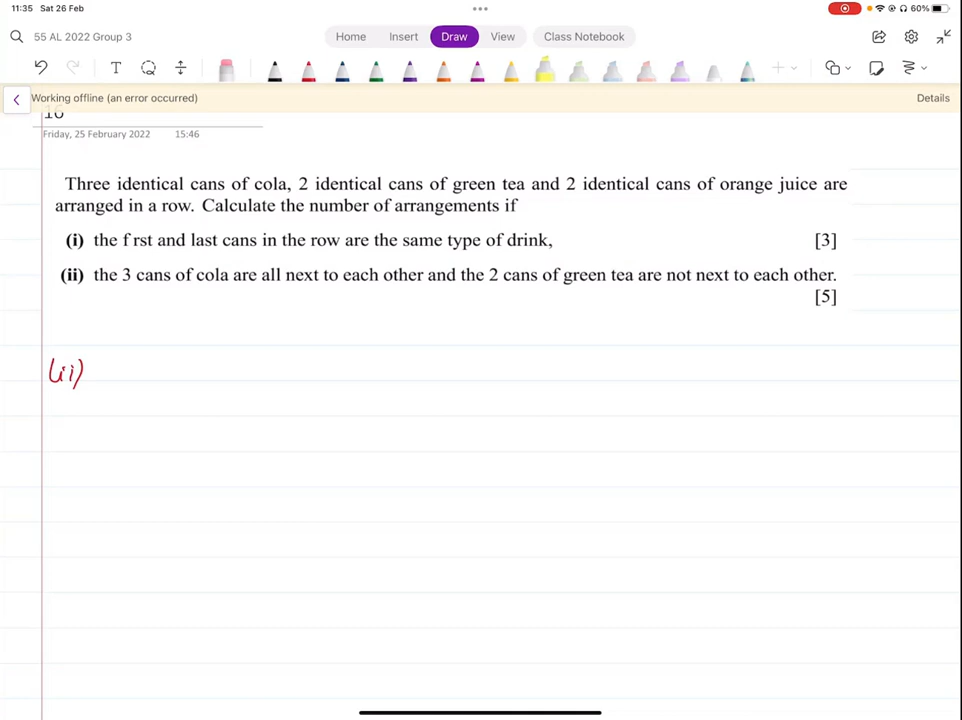 11:35 Sat 26 Feb
60%
55 AL 2022 Group 3
Home Insert Draw View Class Notebook
Working offline (an error occurred) Details
16
Friday, 25 February 2022 15:46
Three identical cans of cola, 2 identical cans of green tea and 2 identical cans of orange juice are
arranged in a row. Calculate the number of arrangements if
(i) the f rst and last cans in the row are the same type of drink, [3]
(ii) the 3 cans of cola are all next to each other and the 2 cans of green tea are not next to each other.
[5]
(ii)